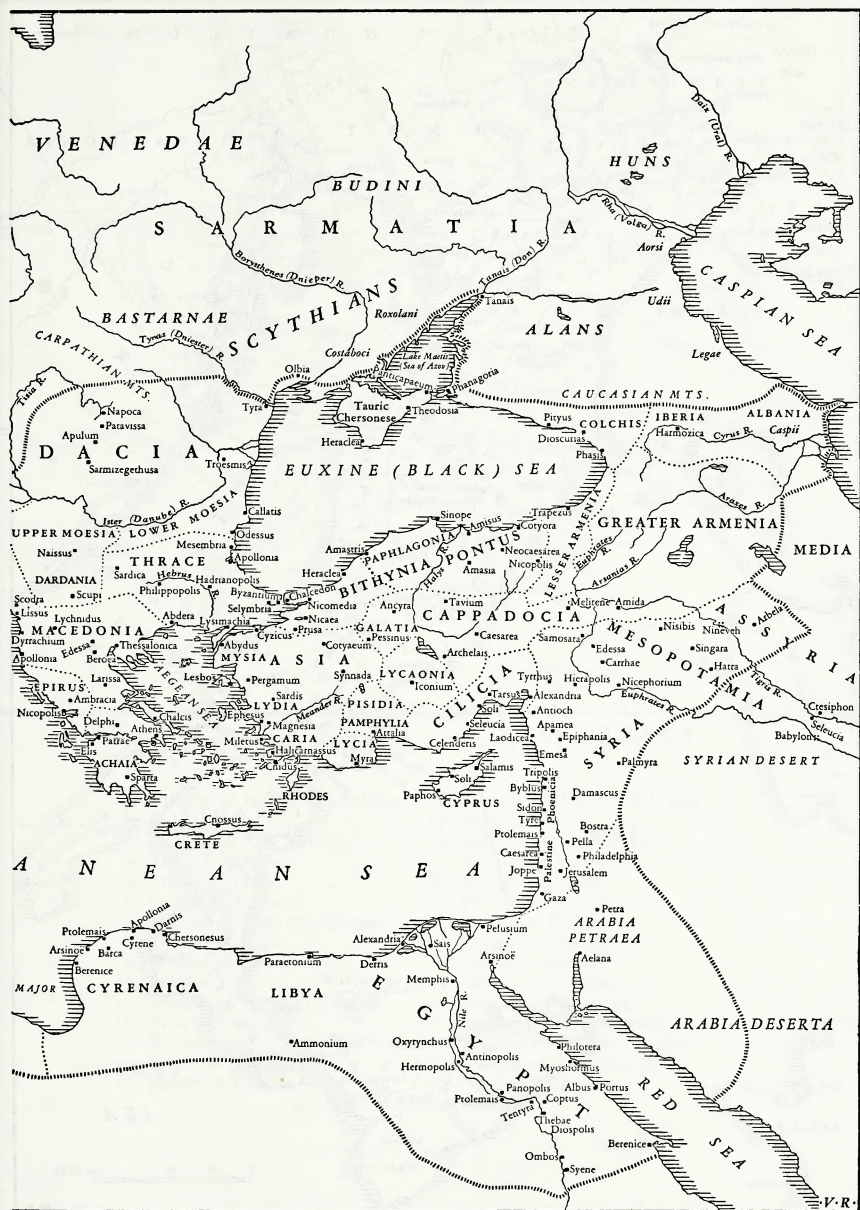 VENEDAE
HUNS
Daix (Ural) R.
BUDINI
SARMATIA
Rha (Volga) R.
Aorsi
Borysthenes (Dnieper) R.
Tanais (Don) R.
CASPIAN SEA
SCYTHIANS
Tanais
Udii
BASTARNAE
Roxolani
ALANS
Tyras (Dniester) R.
CARPATHIAN MTS.
Costaboci
Lake Maetis
(Sea of Azov)
Legae
Olbia
Panticapaeum
Phanagoria
CAUCASIAN MTS.
Tyra
Tauric
Chersonese
Theodosia
Heraclea
Napoca
Patavissa
Apulum
DACIA
Sarmizegethusa
Troesmis
Pityus
Dioscurias
COLCHIS
Phasis
IBERIA
Harmozica
Cyrus R.
ALBANIA
Caspii
EUXINE (BLACK) SEA
Ister (Danube) R.
LOWER MOESIA
UPPER MOESIA
Callatis
Odessus
Mesembria
Apollonia
Naissus
THRACE
Sardica
Hebrus R.
Hadrianopolis
Philippopolis
DARDANIA
Scupi
Sinope
Amisus
Trapezus
Cotyora
Araxes R.
GREATER ARMENIA
LESSER ARMENIA
MEDIA
Amastris
PAPHLAGONIA
BITHYNIA
PONTUS
Neocaesarea
Nicopolis
Amasia
Halys R.
Euphrates R.
Arsanias R.
Heraclea
Byzantium
Chalcedon
Selymbria
Nicomedia
Nicaea
Prusa
Cyzicus
Ancyra
Tavium
CAPPADOCIA
Melitene
Amida
ASSYRIA
Arbela
Scodra
Lissus
Lychnidus
MACEDONIA
Dyrrachium
Edessa
Apollonia
Beroea
Thessalonica
Abdera
Lysimachia
Abydus
MYSIA
ASIA
GALATIA
Pessinus
Cotyaeum
Caesarea
Samosata
Nisibis
Nineveh
MESOPOTAMIA
Edessa
Singara
Carrhae
Hatra
Tigris R.
EPIRUS
Larissa
Ambracia
Nicopolis
AEGEAN SEA
Lesbos
Pergamum
Synnada
LYCAONIA
Archelais
Iconium
CILICIA
Tyrrhus
Hierapolis
Nicephorium
Euphrates R.
Ctesiphon
Seleucia
Babylon
Sardis
LYDIA
Meander R.
PISIDIA
Tarsus
Alexandria
Delphi
Chalcis
Ephesus
Magnesia
PAMPHYLIA
Attalia
Soli
Seleucia
Antioch
Athens
Patrae
Elis
Miletus
CARIA
Halicarnassus
LYCIA
Celenderis
Laodicea
Apamea
Epiphania
SYRIA
ACHAIA
Sparta
Cnidus
Myra
Emesa
Palmyra
SYRIAN DESERT
RHODES
Salamis
Soli
Paphos
CYPRUS
Tripolis
Byblus
Phoenicia
Damascus
Sidon
Tyre
Cnossus
CRETE
Bostra
Ptolemais
Pella
Caesarea
Palestine
Philadelphia
Joppe
Jerusalem
ANEAN SEA
Gaza
Petra
ARABIA
PETRAEA
Apollonia
Ptolemais
Darnis
Cyrene
Chersonesus
Arsinoe
Barca
Berenice
Alexandria
Sais
Pelusium
Paraetonium
Derris
Arsinoë
Aelana
MAJOR
CYRENAICA
LIBYA
Memphis
EGYPT
Nile R.
ARABIA DESERTA
Ammonium
Oxyrynchus
Antinopolis
Hermopolis
Philotera
Myoshormus
Panopolis
Ptolemais
Albus Portus
Coptus
Tentyra
Thebae
Diospolis
RED SEA
Berenice
Ombos
Syene
·V·R·